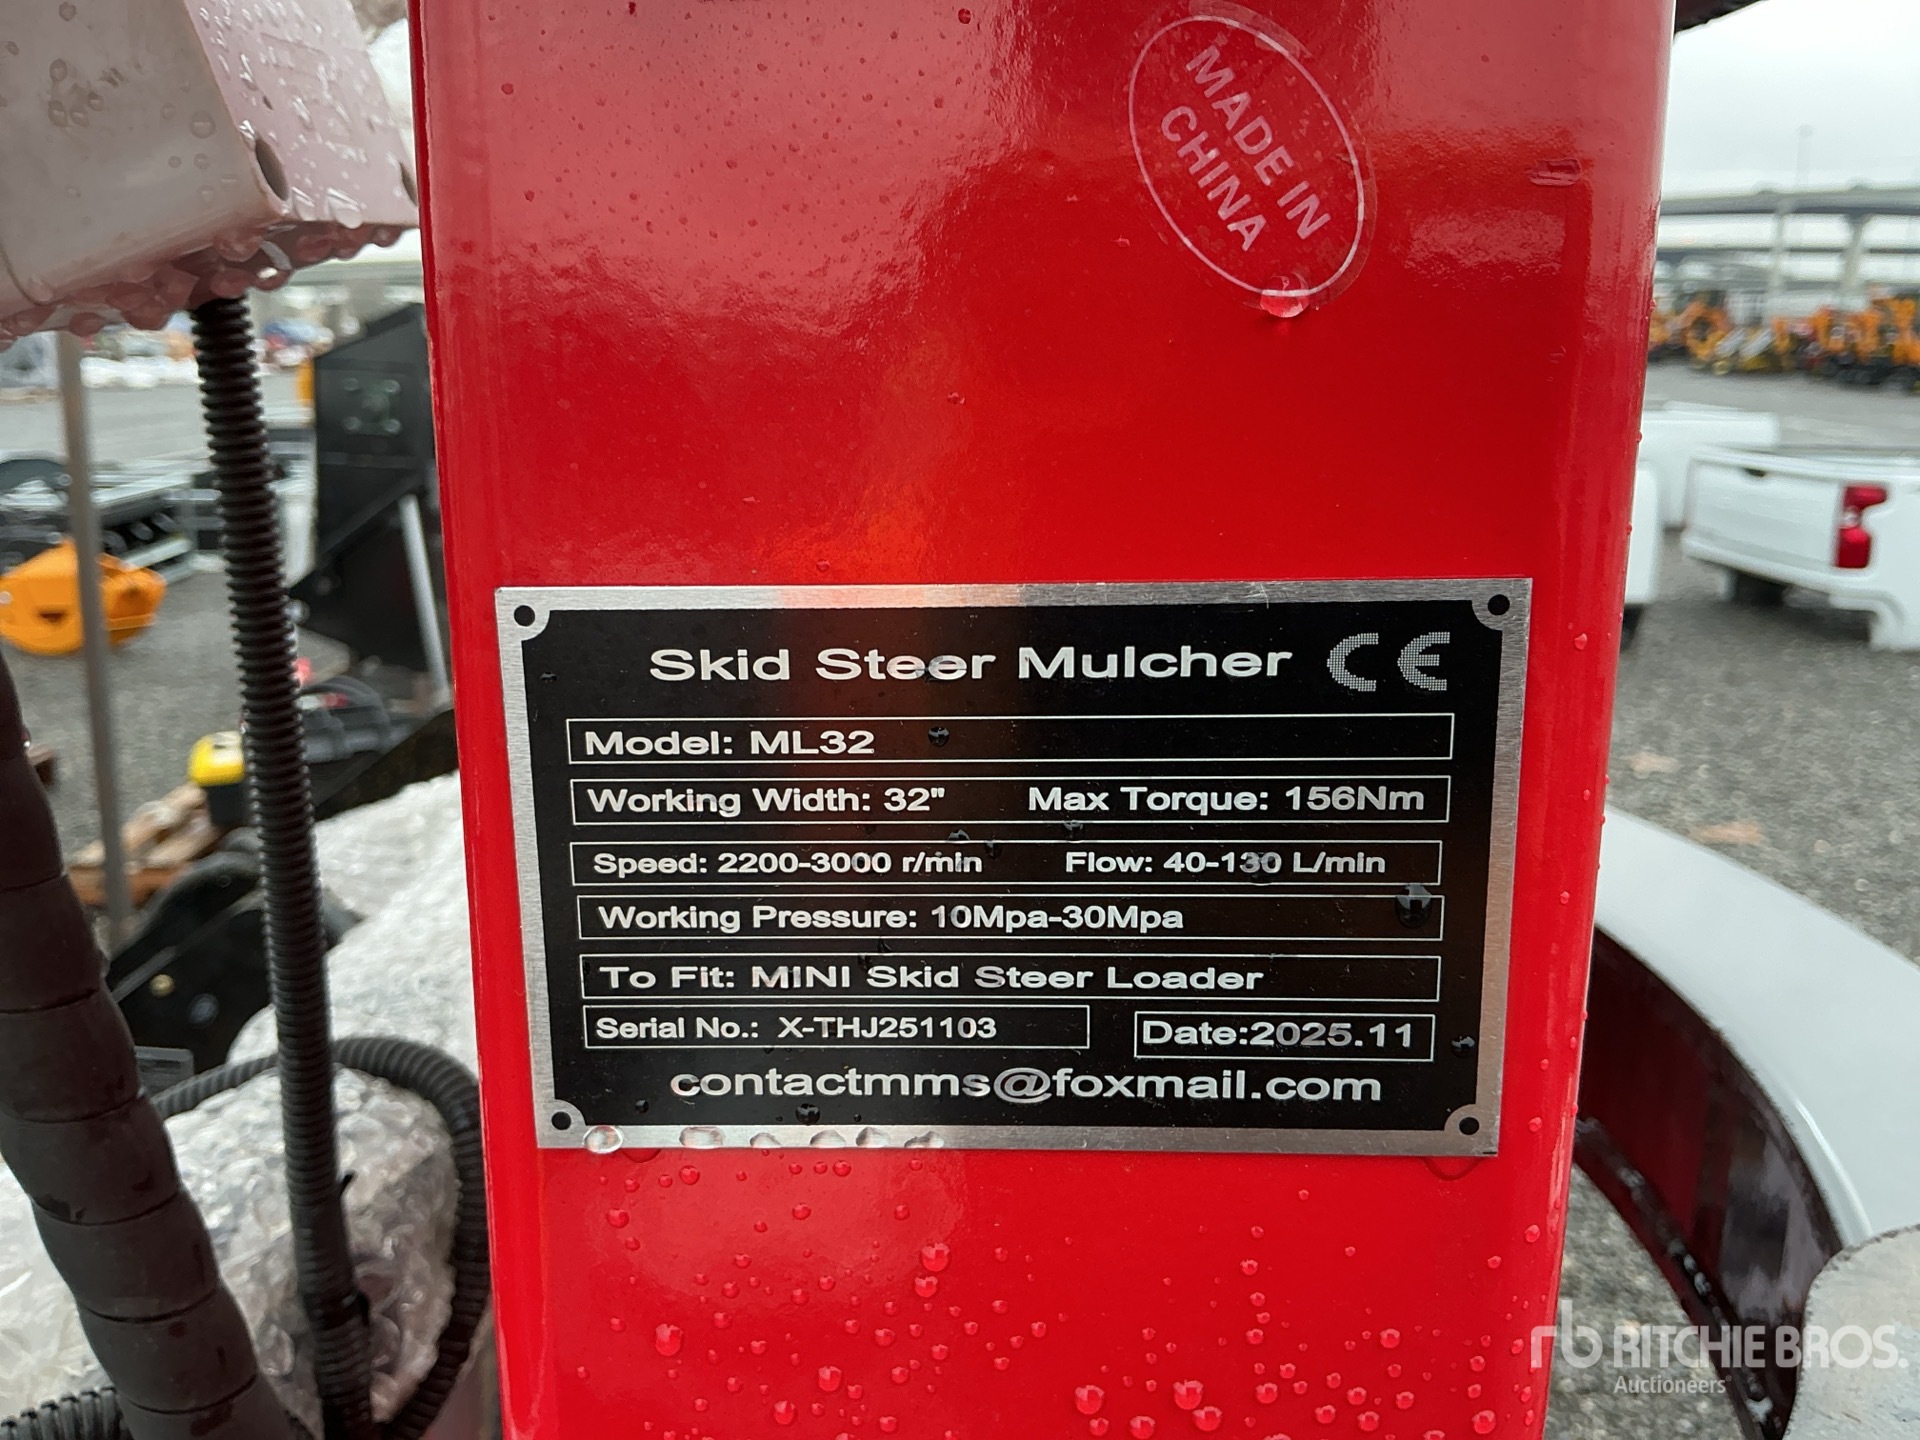 MADE IN
CHINA
Skid Steer Mulcher CE
Model: ML32
Working Width: 32" Max Torque: 156Nm
Speed: 2200-3000 r/min Flow: 40-130 L/min
Working Pressure: 10Mpa-30Mpa
To Fit: MINI Skid Steer Loader
Serial No.: X-THJ251103 Date:2025.11
contactmms@foxmail.com
rb RITCHIE BROS.
Auctioneers